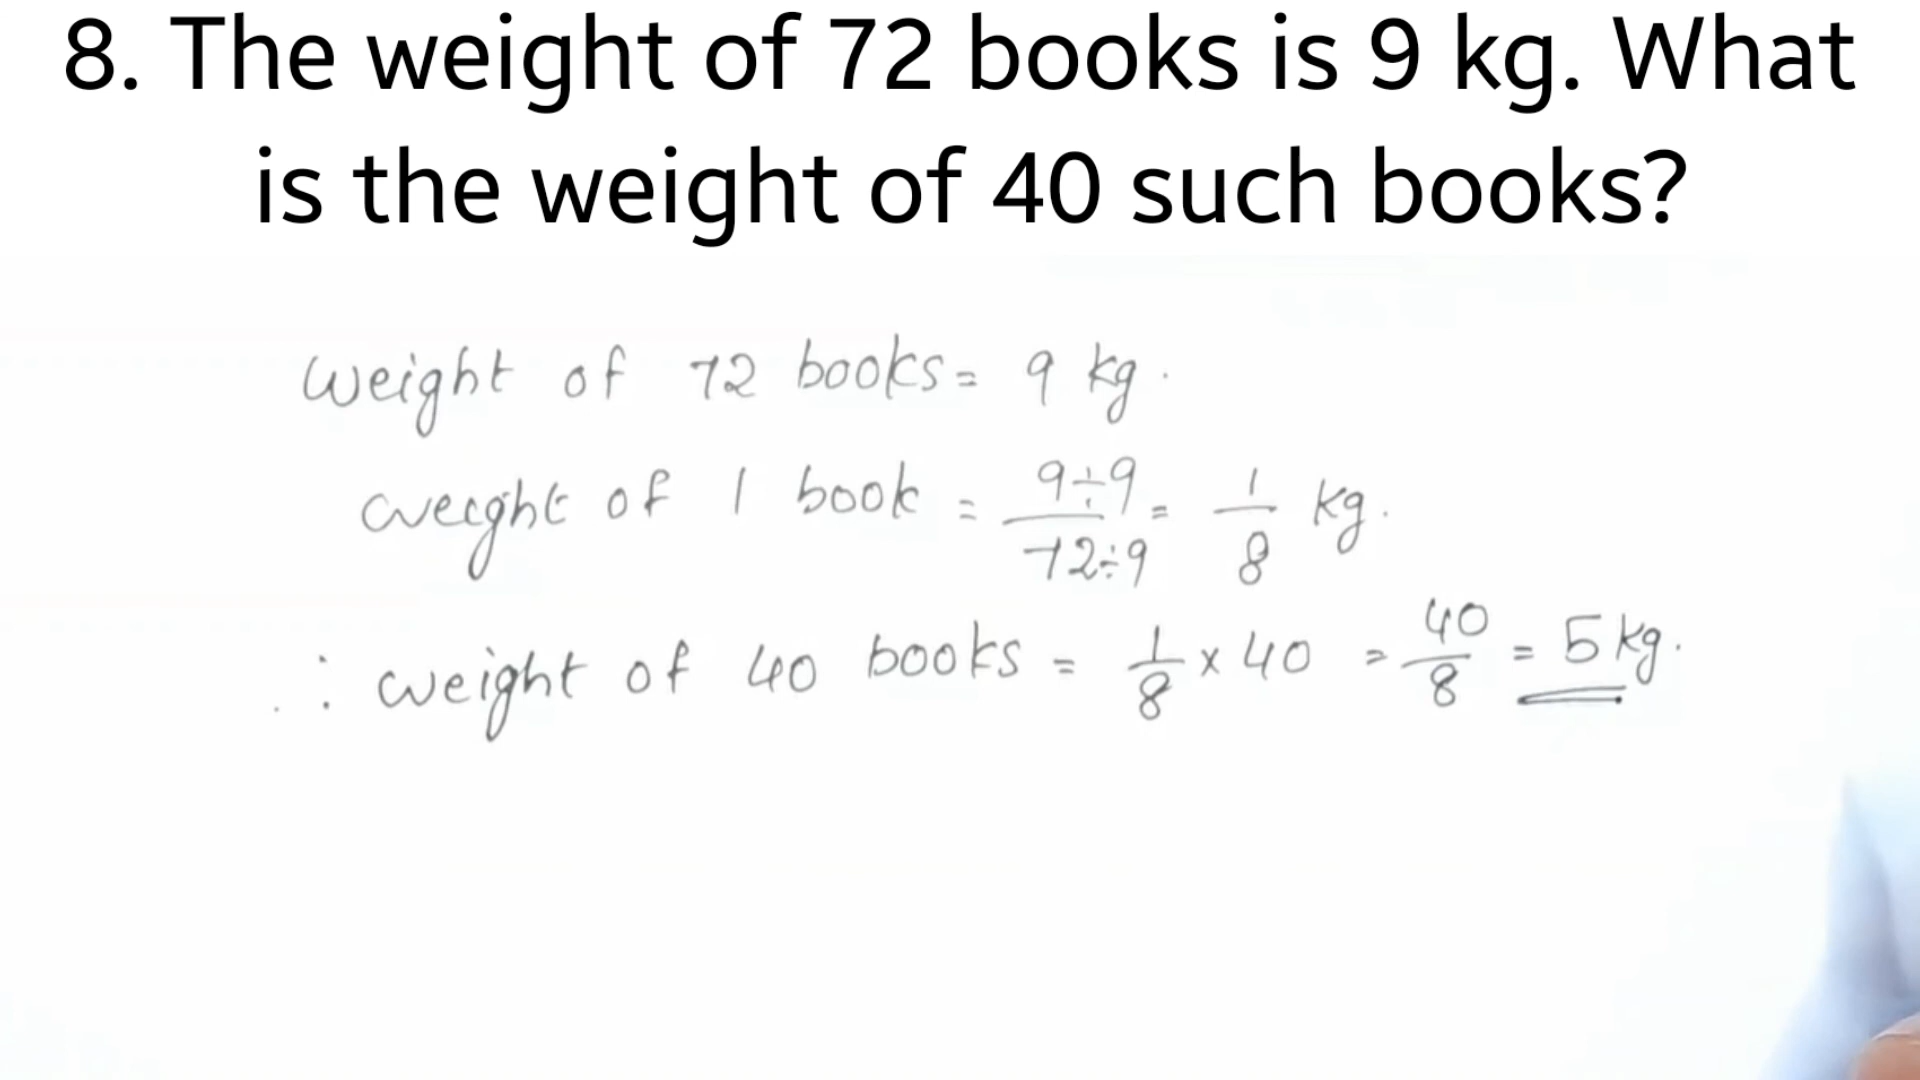 8. The weight of 72 books is 9 kg. What
is the weight of 40 such books?
weight of 72 books = 9 kg.
weight of 1 book = 9÷9/72÷9 = 1/8 kg.
∴ weight of 40 books = 1/8 x 40 = 40/8 = 5 kg.